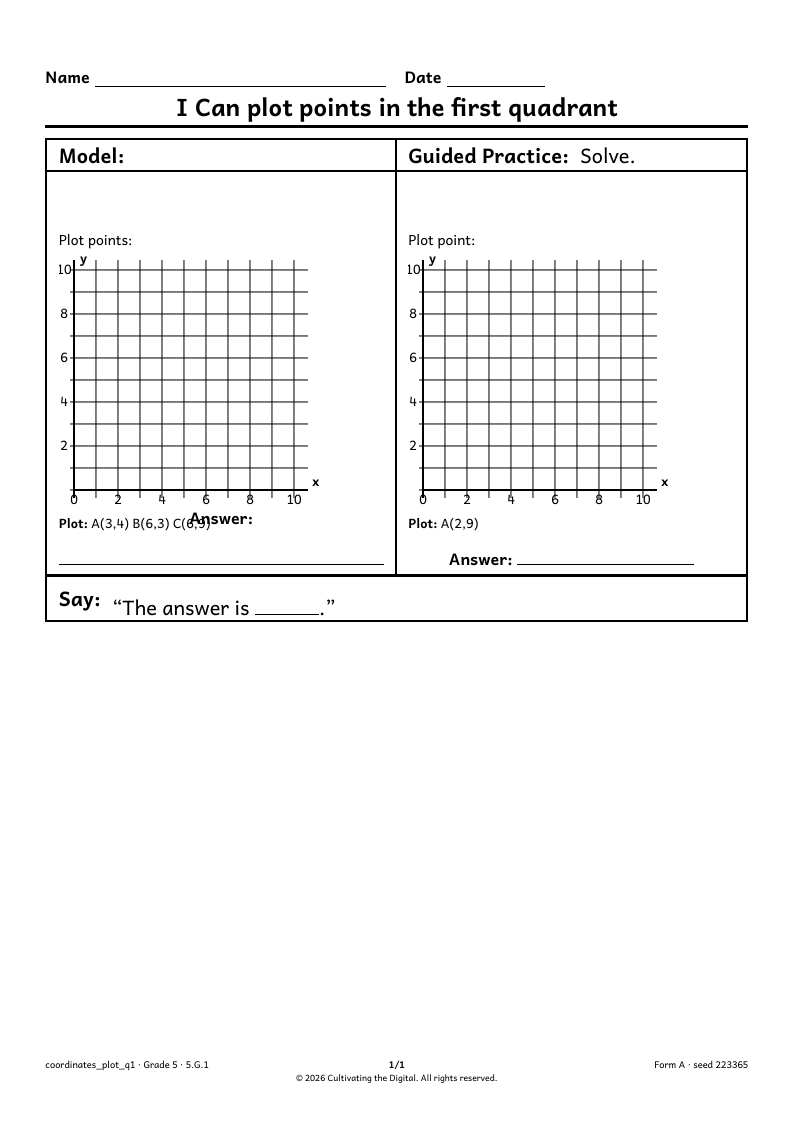 Name Date
I Can plot points in the first quadrant
Model:
Guided Practice: Solve.
Plot points:
y
10
8
6
4
2
x
0 2 4 6 8 10
Plot: A(3,4) B(6,3) C(6,9)
Answer:
Plot point:
y
10
8
6
4
2
x
0 2 4 6 8 10
Plot: A(2,9)
Answer:
Say: “The answer is ______.”
coordinates_plot_q1 · Grade 5 · 5.G.1 1/1 Form A · seed 223365
© 2026 Cultivating the Digital. All rights reserved.